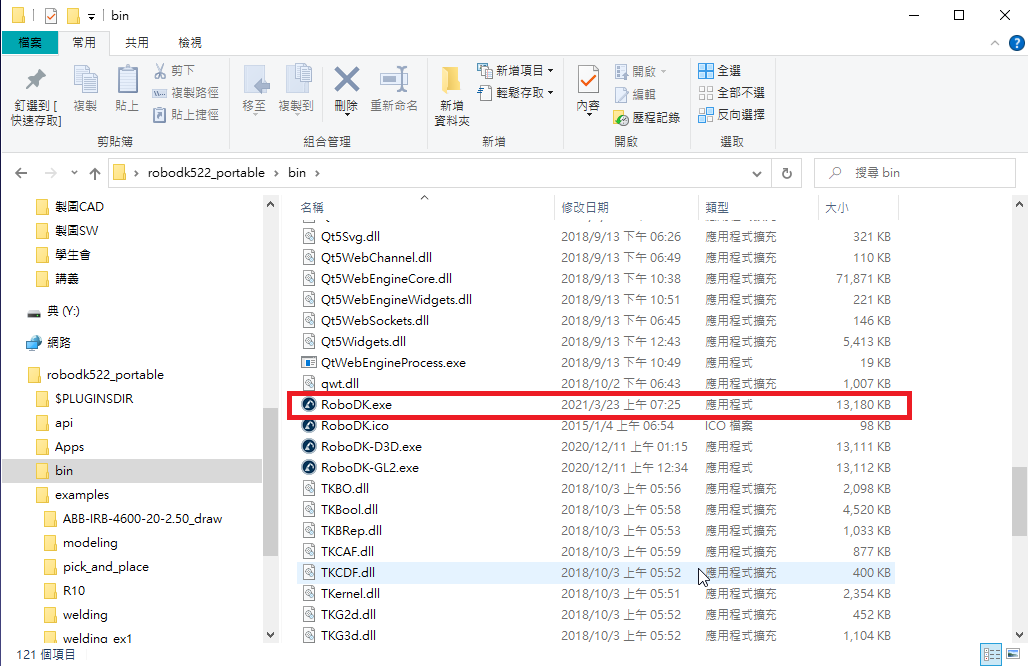 bin
檔案 常用 共用 檢視
釘選到 [快速存取]
複製
貼上
剪下
複製路徑
貼上捷徑
剪貼簿
移至
複製到
刪除
重新命名
組合管理
新增資料夾
新增項目
輕鬆存取
新增
內容
開啟
編輯
歷程記錄
開啟
全選
全部不選
反向選擇
選取
robodk522_portable › bin ›
搜尋 bin
製圖CAD
製圖SW
學生會
講義
典 (Y:)
網路
robodk522_portable
$PLUGINSDIR
api
Apps
bin
examples
ABB-IRB-4600-20-2.50_draw
modeling
pick_and_place
R10
welding
welding_ex1
名稱 修改日期 類型 大小
Qt5Svg.dll 2018/9/13 下午 06:26 應用程式擴充 321 KB
Qt5WebChannel.dll 2018/9/13 下午 06:49 應用程式擴充 110 KB
Qt5WebEngineCore.dll 2018/9/13 下午 10:38 應用程式擴充 71,871 KB
Qt5WebEngineWidgets.dll 2018/9/13 下午 10:51 應用程式擴充 221 KB
Qt5WebSockets.dll 2018/9/13 下午 06:45 應用程式擴充 146 KB
Qt5Widgets.dll 2018/9/13 下午 12:43 應用程式擴充 5,413 KB
QtWebEngineProcess.exe 2018/9/13 下午 10:49 應用程式 19 KB
qwt.dll 2018/10/2 下午 06:43 應用程式擴充 1,007 KB
RoboDK.exe 2021/3/23 上午 07:25 應用程式 13,180 KB
RoboDK.ico 2015/1/4 上午 06:54 ICO 檔案 98 KB
RoboDK-D3D.exe 2020/12/11 上午 01:15 應用程式 13,111 KB
RoboDK-GL2.exe 2020/12/11 上午 12:34 應用程式 13,112 KB
TKBO.dll 2018/10/3 上午 05:56 應用程式擴充 2,098 KB
TKBool.dll 2018/10/3 上午 05:58 應用程式擴充 4,520 KB
TKBRep.dll 2018/10/3 上午 05:53 應用程式擴充 1,033 KB
TKCAF.dll 2018/10/3 上午 05:59 應用程式擴充 877 KB
TKCDF.dll 2018/10/3 上午 05:52 應用程式擴充 400 KB
TKernel.dll 2018/10/3 上午 05:51 應用程式擴充 2,354 KB
TKG2d.dll 2018/10/3 上午 05:52 應用程式擴充 452 KB
TKG3d.dll 2018/10/3 上午 05:52 應用程式擴充 1,104 KB
121 個項目